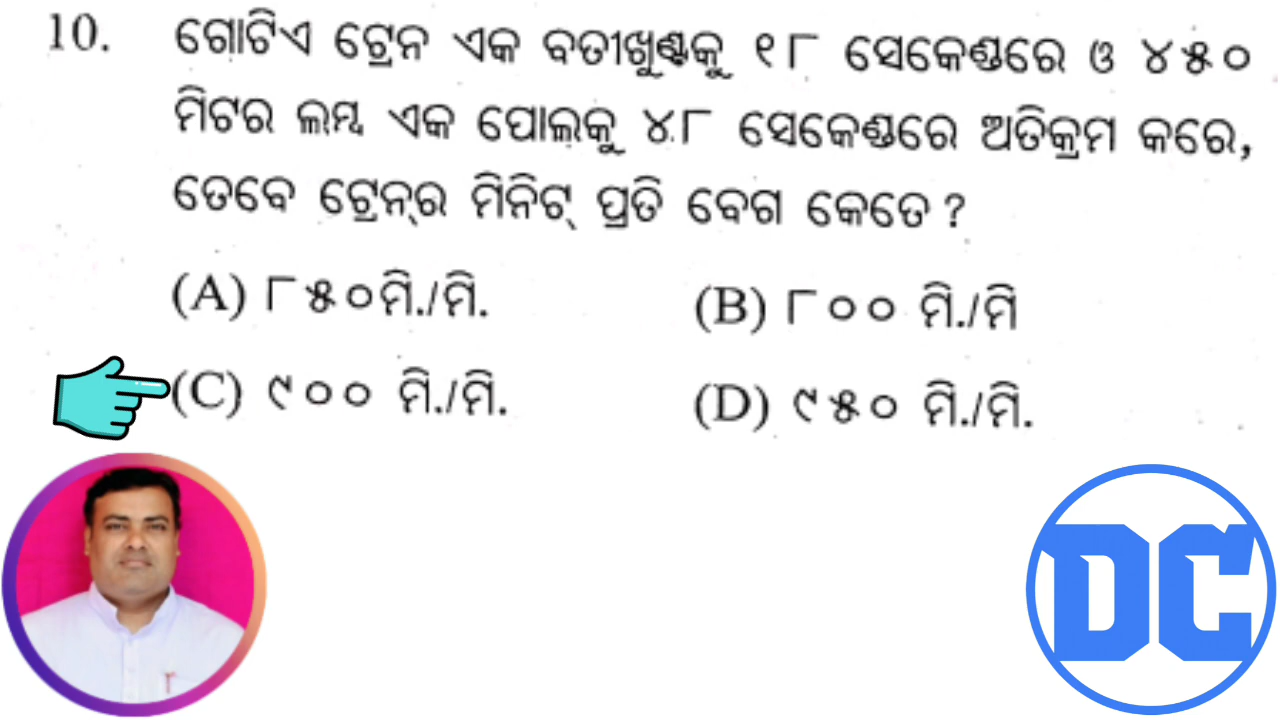 10. ଗୋଟିଏ ଟ୍ରେନ ଏକ ବତୀଖୁଣ୍ଟକୁ ୧୮ ସେକେଣ୍ଡରେ ଓ ୪୫୦
ମିଟର ଲମ୍ବ ଏକ ପୋଲକୁ ୪୮ ସେକେଣ୍ଡରେ ଅତିକ୍ରମ କରେ,
ତେବେ ଟ୍ରେନ୍‌ର ମିନିଟ୍ ପ୍ରତି ବେଗ କେତେ ?
(A) ୮୫୦ମି./ମି. (B) ୮୦୦ ମି./ମି
(C) ୯୦୦ ମି./ମି. (D) ୯୫୦ ମି./ମି.
DC